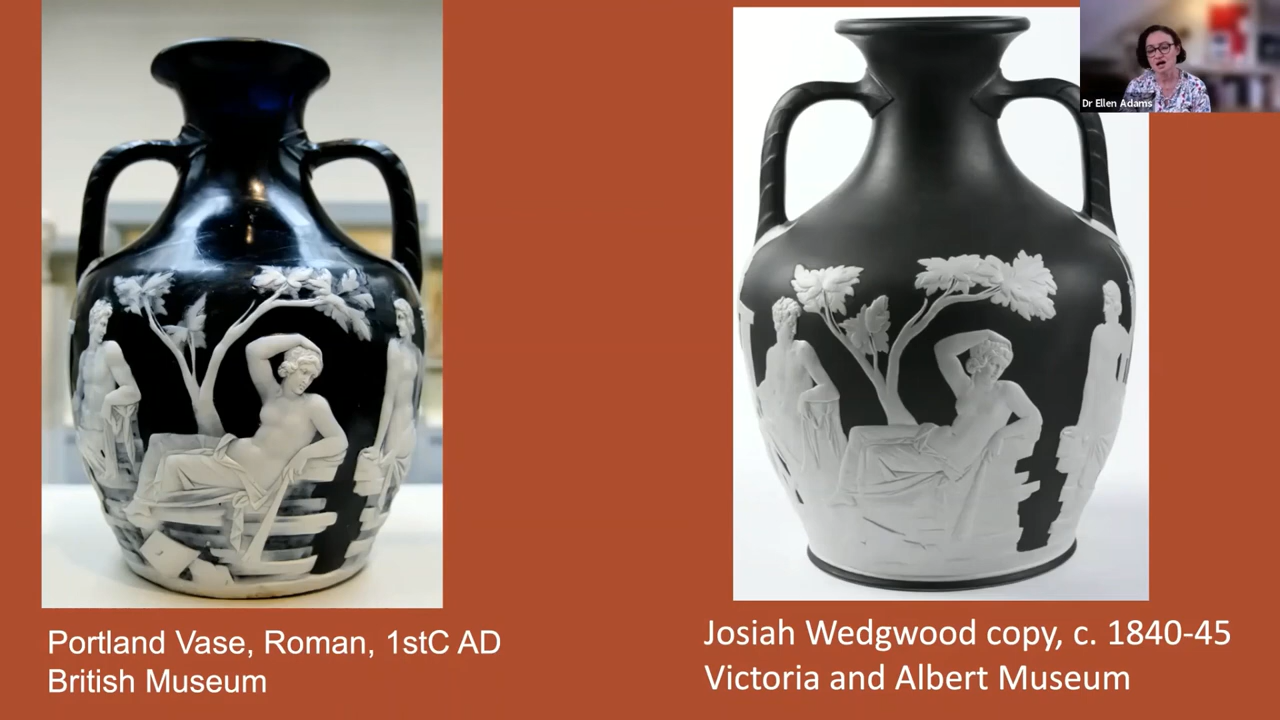 Dr Ellen Adams
Portland Vase, Roman, 1stC AD
British Museum
Josiah Wedgwood copy, c. 1840-45
Victoria and Albert Museum